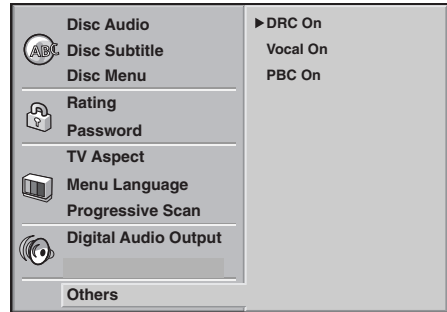 Disc Audio
ABC
Disc Subtitle
Disc Menu
Rating
Password
TV Aspect
Menu Language
Progressive Scan
Digital Audio Output
Others
DRC On
Vocal On
PBC On